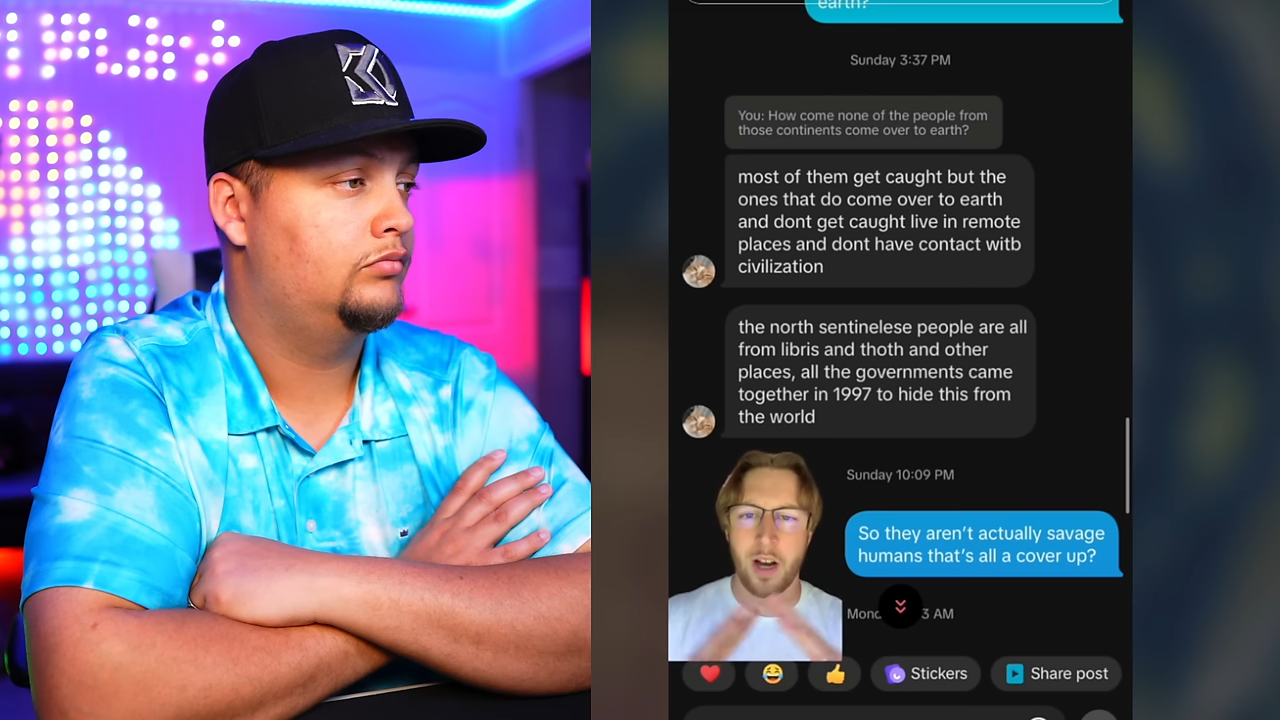 earth?
Sunday 3:37 PM
You: How come none of the people from
those continents come over to earth?
most of them get caught but the
ones that do come over to earth
and dont get caught live in remote
places and dont have contact witb
civilization
the north sentinelese people are all
from libris and thoth and other
places, all the governments came
together in 1997 to hide this from
the world
Sunday 10:09 PM
So they aren’t actually savage
humans that’s all a cover up?
AM
Stickers
Share post